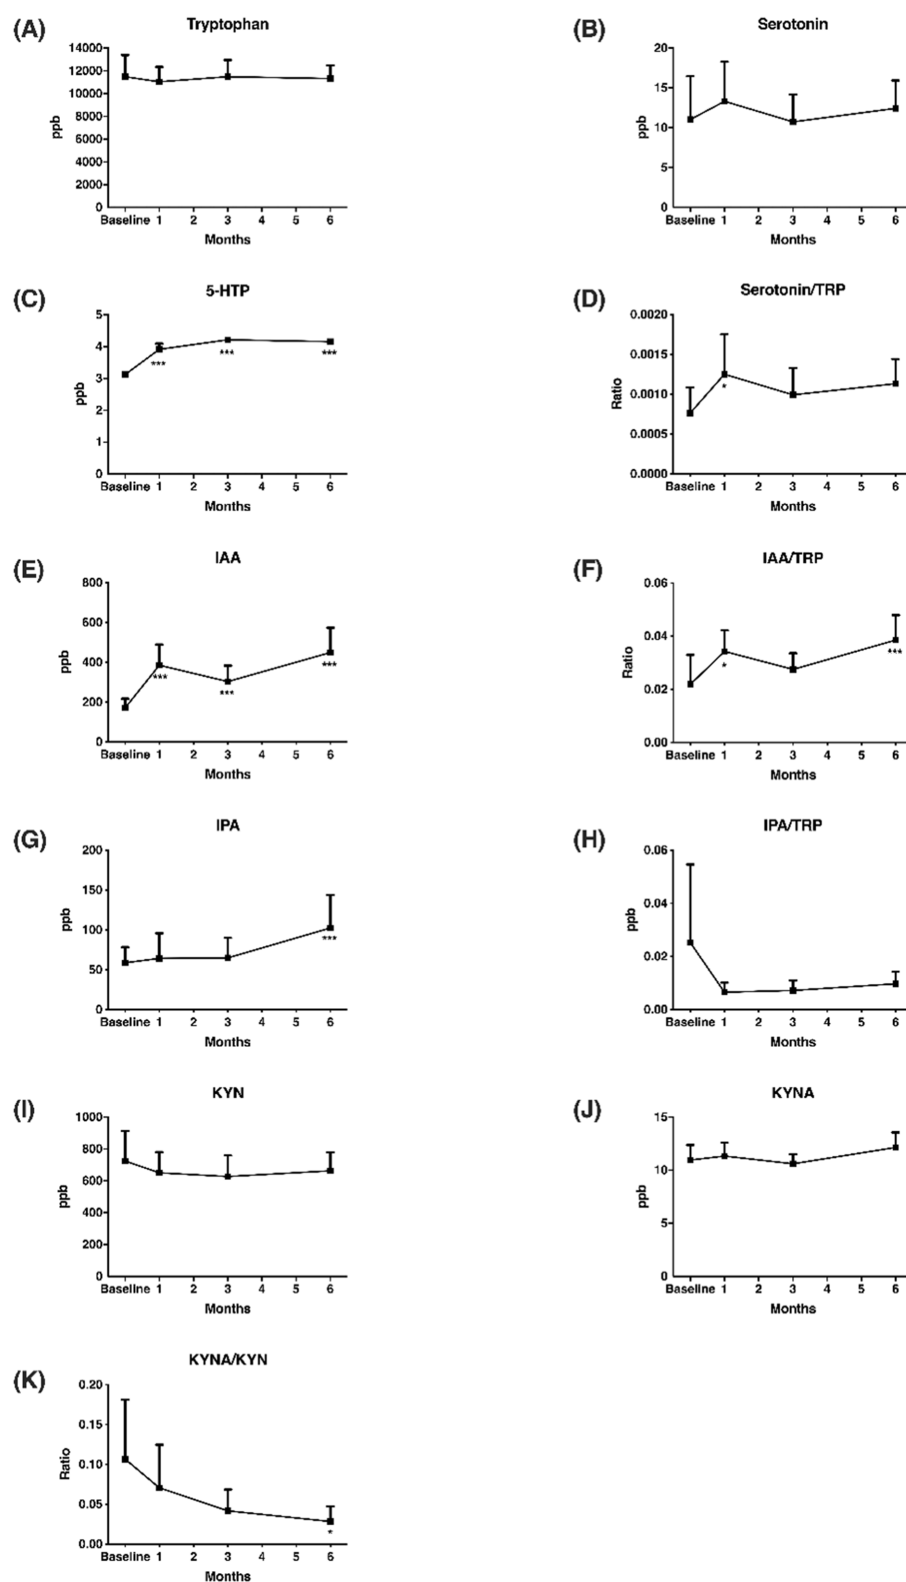 (A) Tryptophan
14000
12000
10000
8000
6000
4000
2000
0
ppb
Baseline 1 2 3 4 5 6
Months
(B) Serotonin
20
15
10
5
0
ppb
Baseline 1 2 3 4 5 6
Months
(C) 5-HTP
5
4
3
2
1
0
ppb
*** *** ***
Baseline 1 2 3 4 5 6
Months
(D) Serotonin/TRP
0.0020
0.0015
0.0010
0.0005
0.0000
Ratio
*
Baseline 1 2 3 4 5 6
Months
(E) IAA
800
600
400
200
0
ppb
*** *** ***
Baseline 1 2 3 4 5 6
Months
(F) IAA/TRP
0.06
0.04
0.02
0.00
Ratio
* ***
Baseline 1 2 3 4 5 6
Months
(G) IPA
200
150
100
50
0
ppb
***
Baseline 1 2 3 4 5 6
Months
(H) IPA/TRP
0.06
0.04
0.02
0.00
ppb
Baseline 1 2 3 4 5 6
Months
(I) KYN
1000
800
600
400
200
0
ppb
Baseline 1 2 3 4 5 6
Months
(J) KYNA
15
10
5
0
ppb
Baseline 1 2 3 4 5 6
Months
(K) KYNA/KYN
0.20
0.15
0.10
0.05
0.00
Ratio
*
Baseline 1 2 3 4 5 6
Months